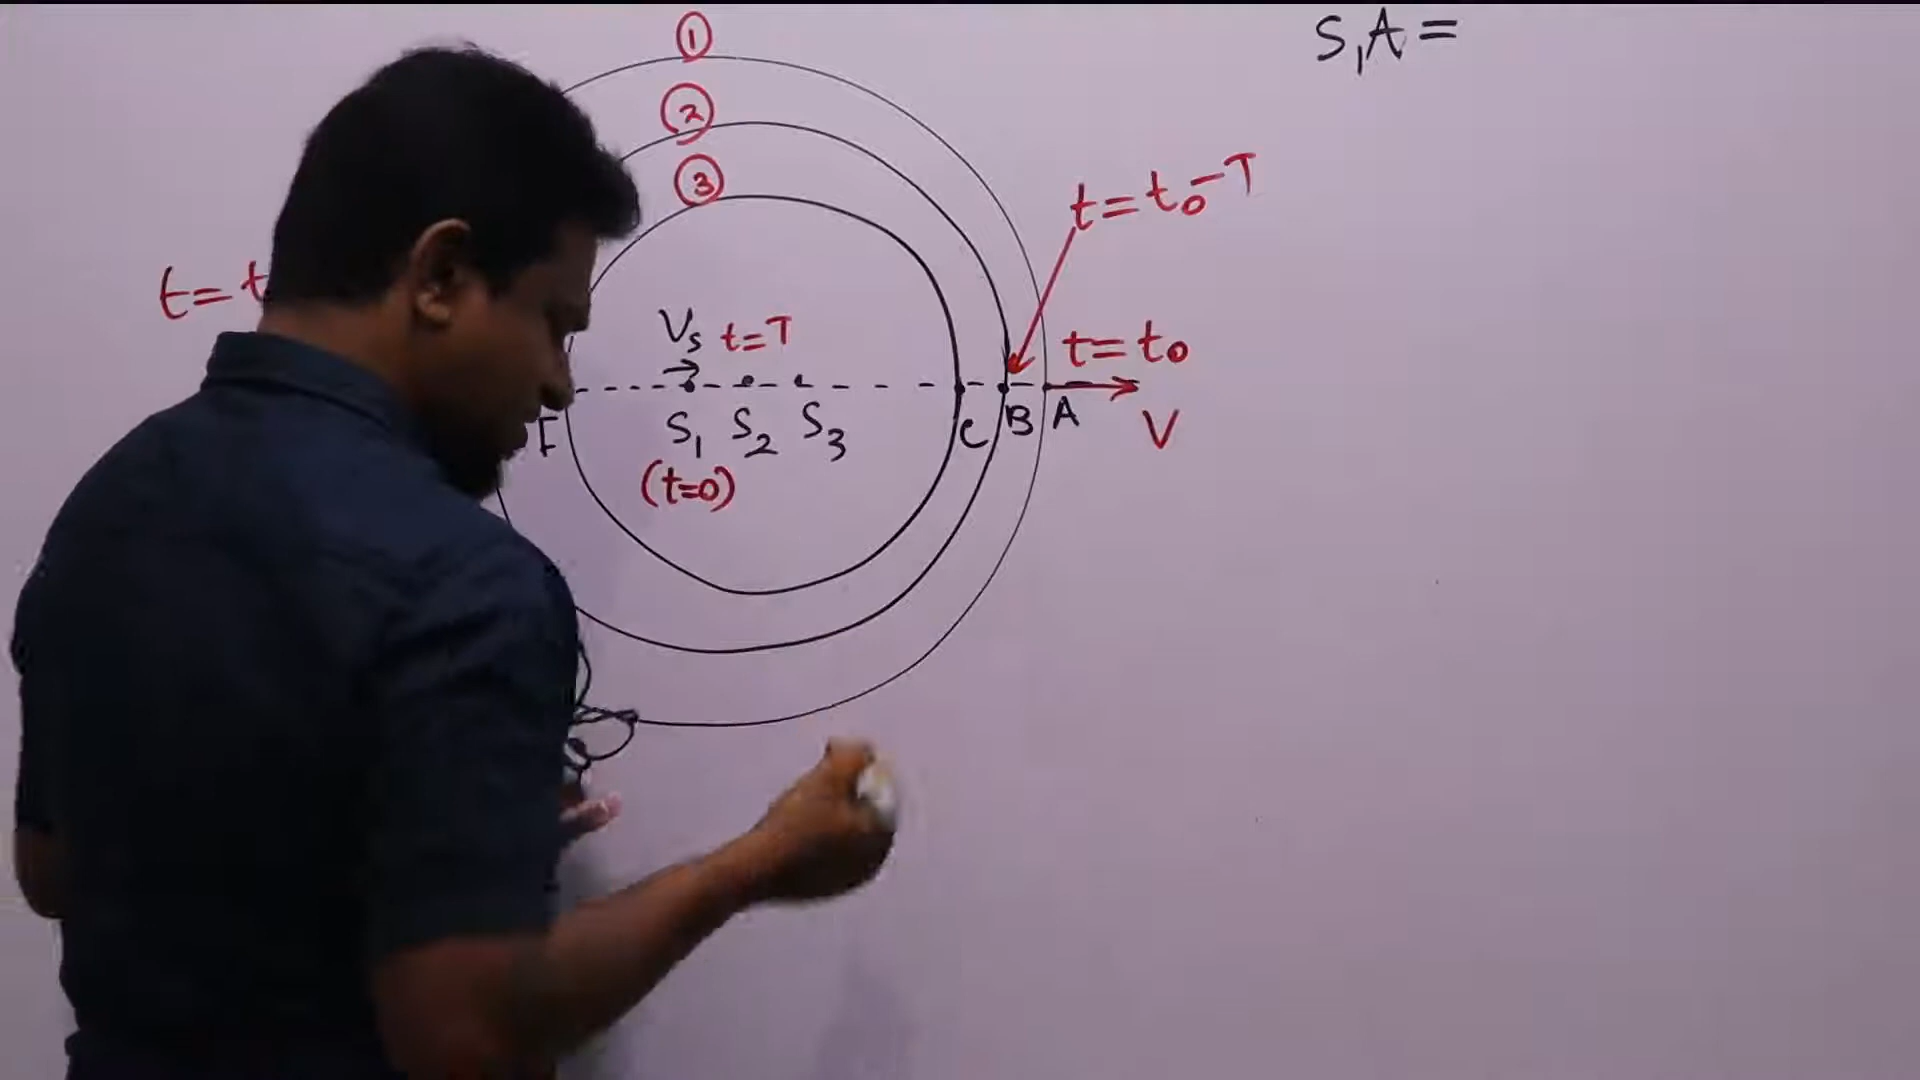 S₁A =
①
②
③
t = t₀ - T
t = t
Vₛ t = T
t = t₀
S₁ S₂ S₃ C B A
V
(t=0)